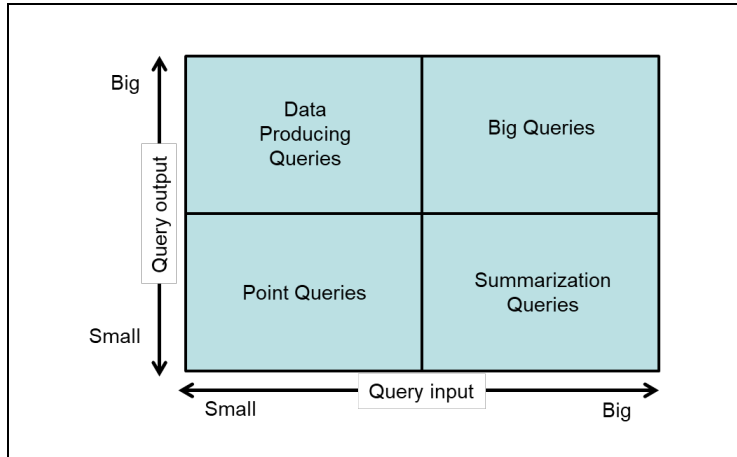 Big
Data
Producing
Queries
Big Queries
Query output
Point Queries
Summarization
Queries
Small
Query input
Small
Big